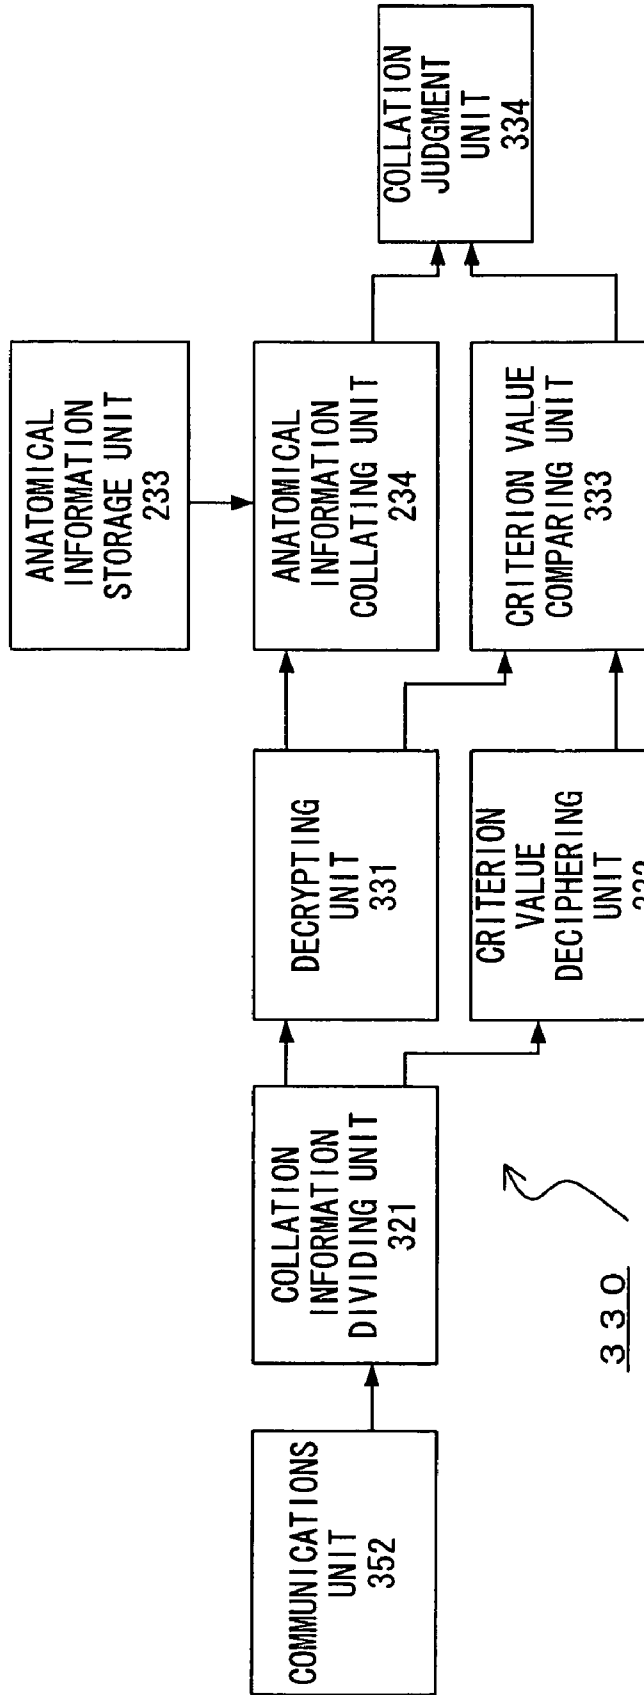 COMMUNICATIONS
UNIT
352
COLLATION
INFORMATION
DIVIDING UNIT
321
DECRYPTING
UNIT
331
CRITERION
VALUE
DECIPHERING
UNIT
ANATOMICAL
INFORMATION
STORAGE UNIT
233
ANATOMICAL
INFORMATION
COLLATING UNIT
234
CRITERION VALUE
COMPARING UNIT
333
COLLATION
JUDGMENT
UNIT
334
330